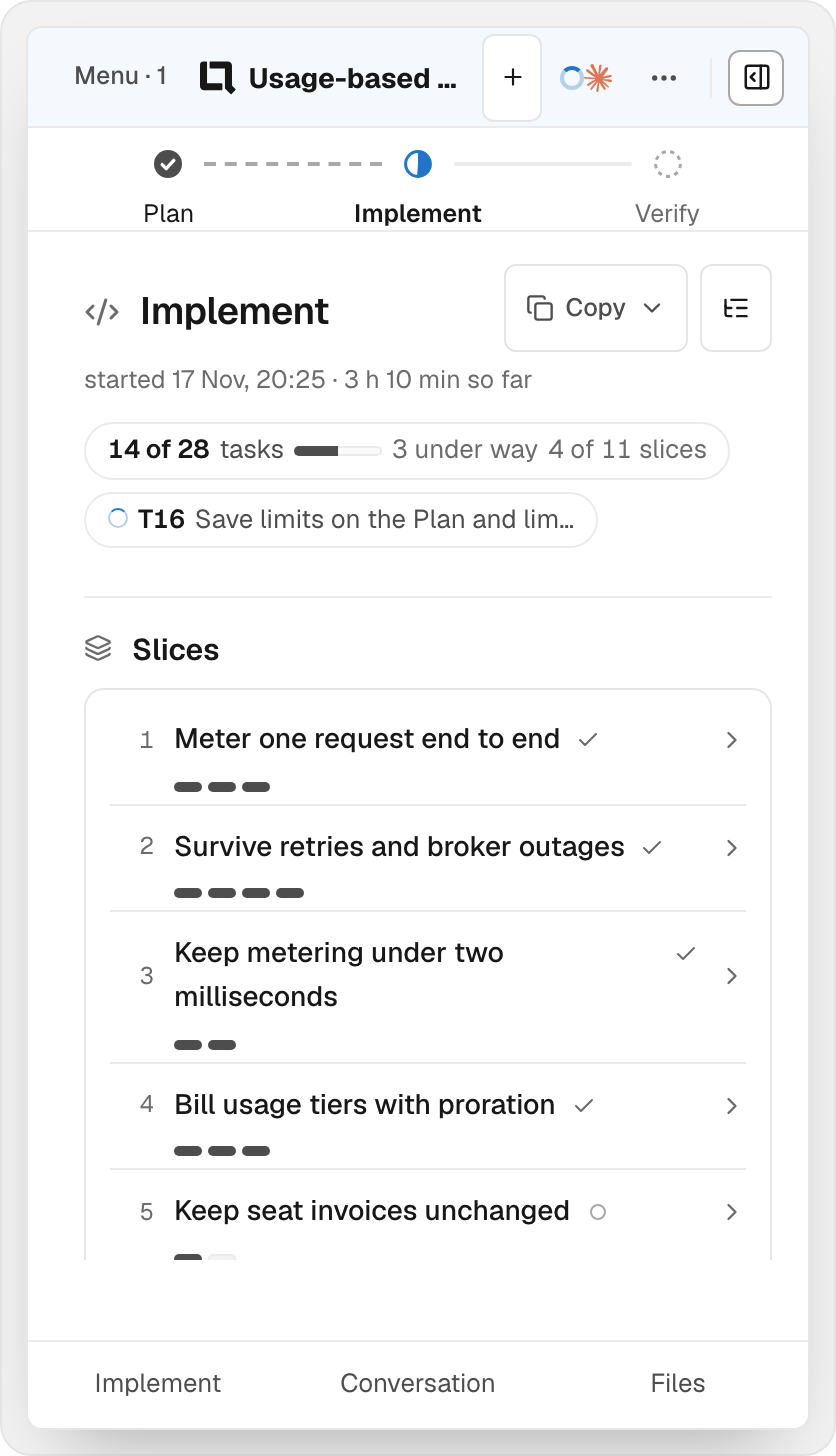 Menu · 1
Usage-based ...
+
Plan
Implement
Verify
</> Implement
Copy
started 17 Nov, 20:25 · 3 h 10 min so far
14 of 28 tasks 3 under way 4 of 11 slices
T16 Save limits on the Plan and lim...
Slices
1 Meter one request end to end
2 Survive retries and broker outages
3 Keep metering under two
milliseconds
4 Bill usage tiers with proration
5 Keep seat invoices unchanged
Implement
Conversation
Files